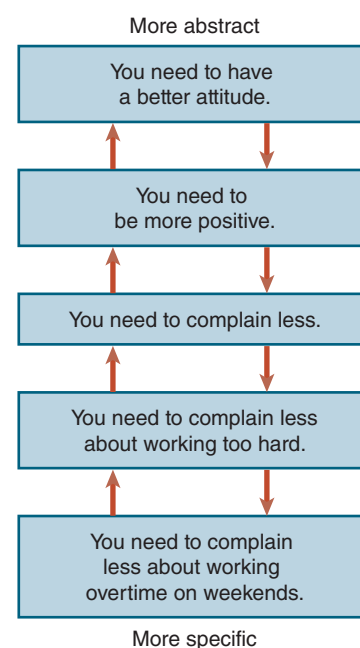 More abstract
You need to have
a better attitude.
You need to
be more positive.
You need to complain less.
You need to complain less
about working too hard.
You need to complain
less about working
overtime on weekends.
More specific